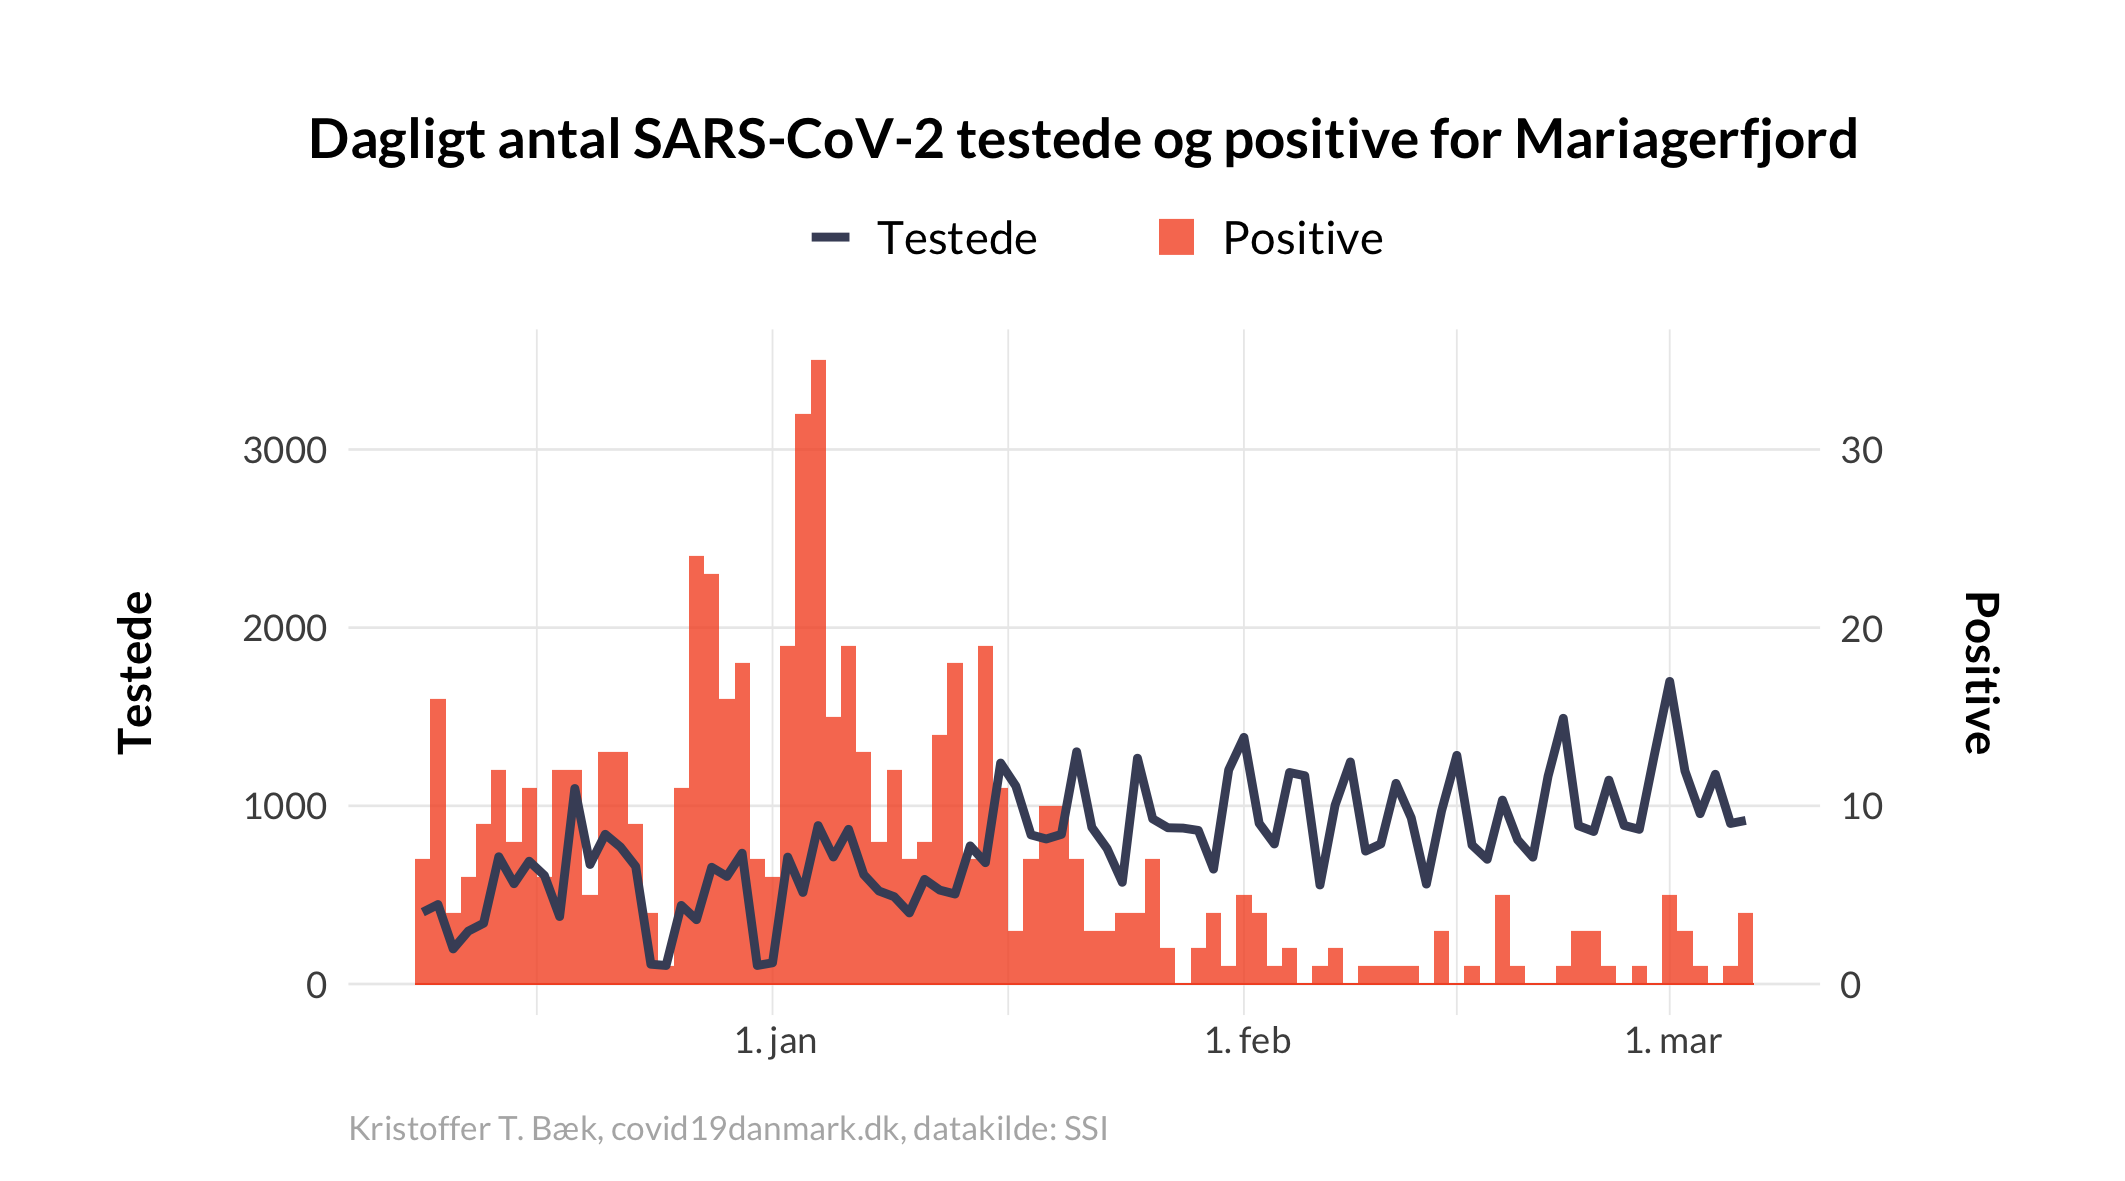 Dagligt antal SARS-CoV-2 testede og positive for Mariagerfjord
Testede Positive
3000 30
2000 20
1000 10
0 0
Testede
Positive
1. jan 1. feb 1. mar
Kristoffer T. Bæk, covid19danmark.dk, datakilde: SSI